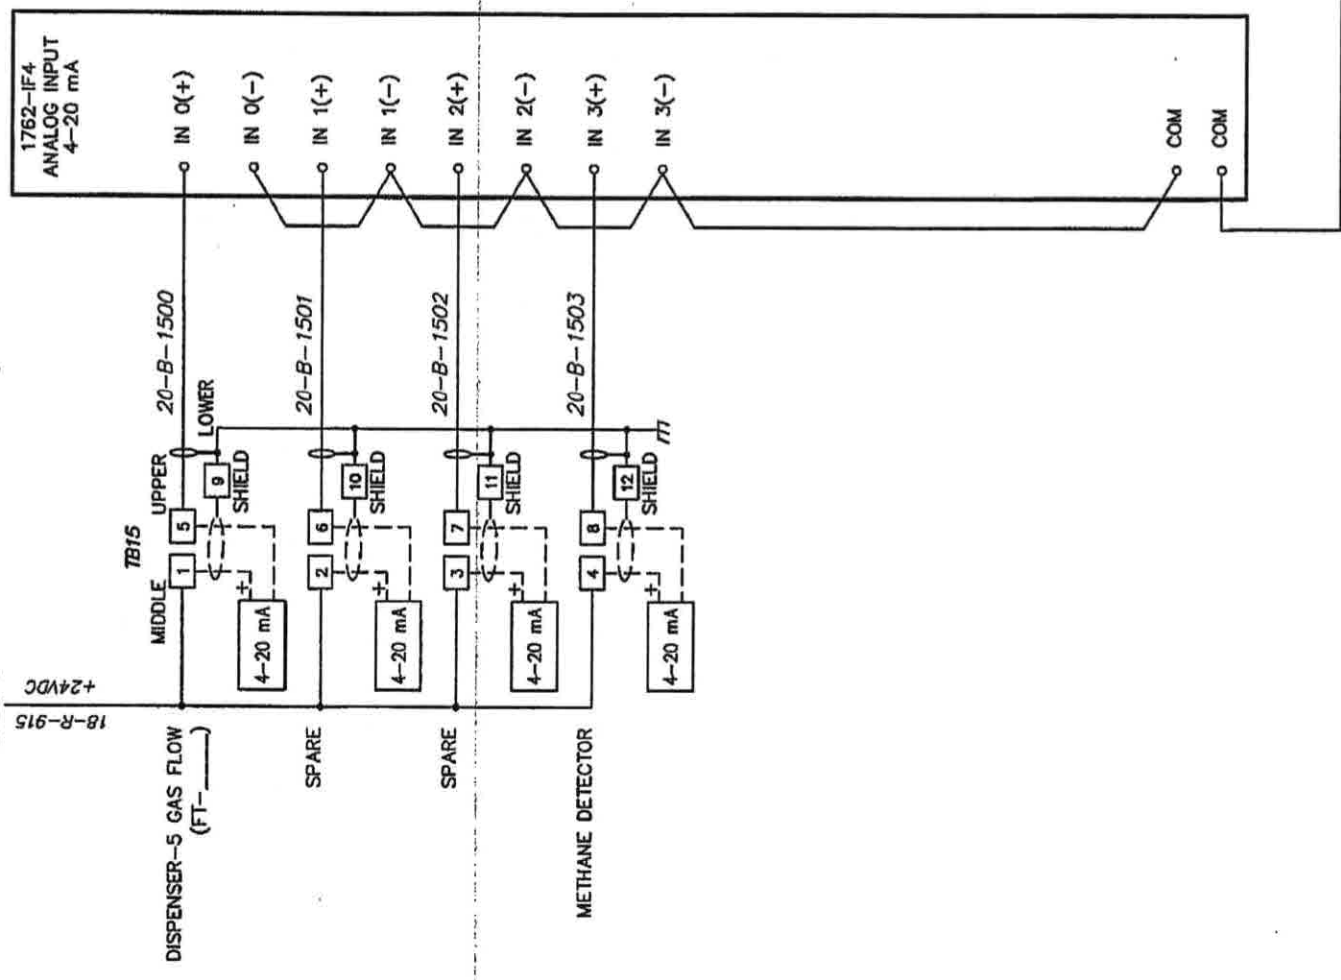 1762-IF4
ANALOG INPUT
4-20 mA
IN 0(+)
IN 0(-)
IN 1(+)
IN 1(-)
IN 2(+)
IN 2(-)
IN 3(+)
IN 3(-)
COM
COM
20-B-1500
20-B-1501
20-B-1502
20-B-1503
LOWER
UPPER
TB15
MIDDLE
5
9
SHIELD
1
+
4-20 mA
6
10
SHIELD
2
+
4-20 mA
7
11
SHIELD
3
+
4-20 mA
8
12
SHIELD
4
+
4-20 mA
+24VDC
18-R-915
DISPENSER-5 GAS FLOW
(FT-_____)
SPARE
SPARE
METHANE DETECTOR